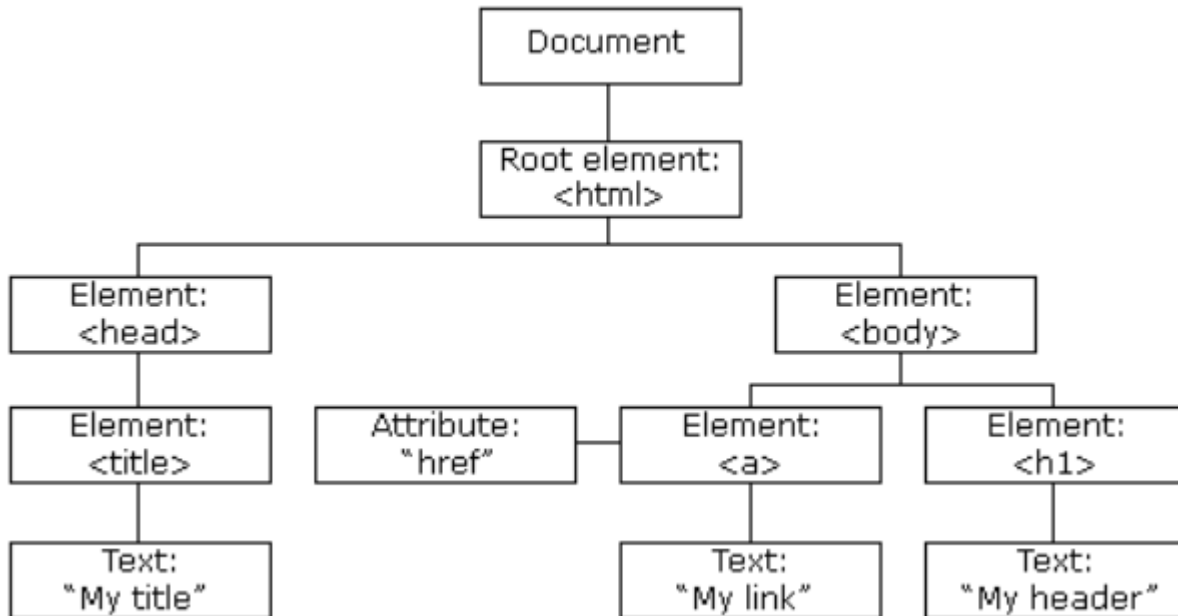 Document
Root element:
<html>
Element:
<head>
Element:
<body>
Element:
<title>
Attribute:
“href”
Element:
<a>
Element:
<h1>
Text:
“My title”
Text:
“My link”
Text:
“My header”